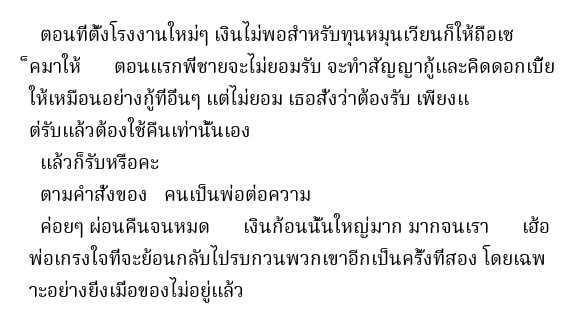 ตอนที่ตั้งโรงงานใหม่ๆ เงินไม่พอสำหรับทุนหมุนเวียนก็ให้ถือเช
็คมาให้ ตอนแรกพี่ชายจะไม่ยอมรับ จะทำสัญญากู้และคิดดอกเบี้ย
ให้เหมือนอย่างกู้ที่อื่นๆ แต่ไม่ยอม เธอสั่งว่าต้องรับ เพียงแ
ต่รับแล้วต้องใช้คืนเท่านั้นเอง
แล้วก็รับหรือคะ
ตามคำสั่งของ คนเป็นพ่อต่อความ
ค่อยๆ ผ่อนคืนจนหมด เงินก้อนนั้นใหญ่มาก มากจนเรา เฮ้อ
พ่อเกรงใจที่จะย้อนกลับไปรบกวนพวกเขาอีกเป็นครั้งที่สอง โดยเฉพ
าะอย่างยิ่งเมื่อของไม่อยู่แล้ว